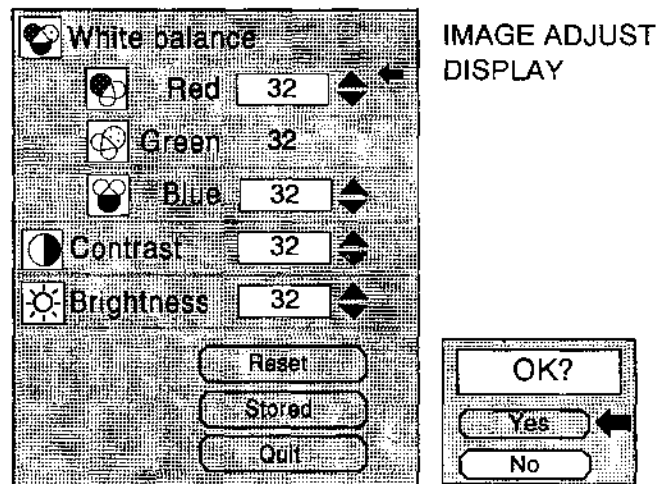 White balance
Red 32
Green 32
Blue 32
Contrast 32
Brightness 32
Reset
Stored
Quit
IMAGE ADJUST
DISPLAY
OK?
Yes
No